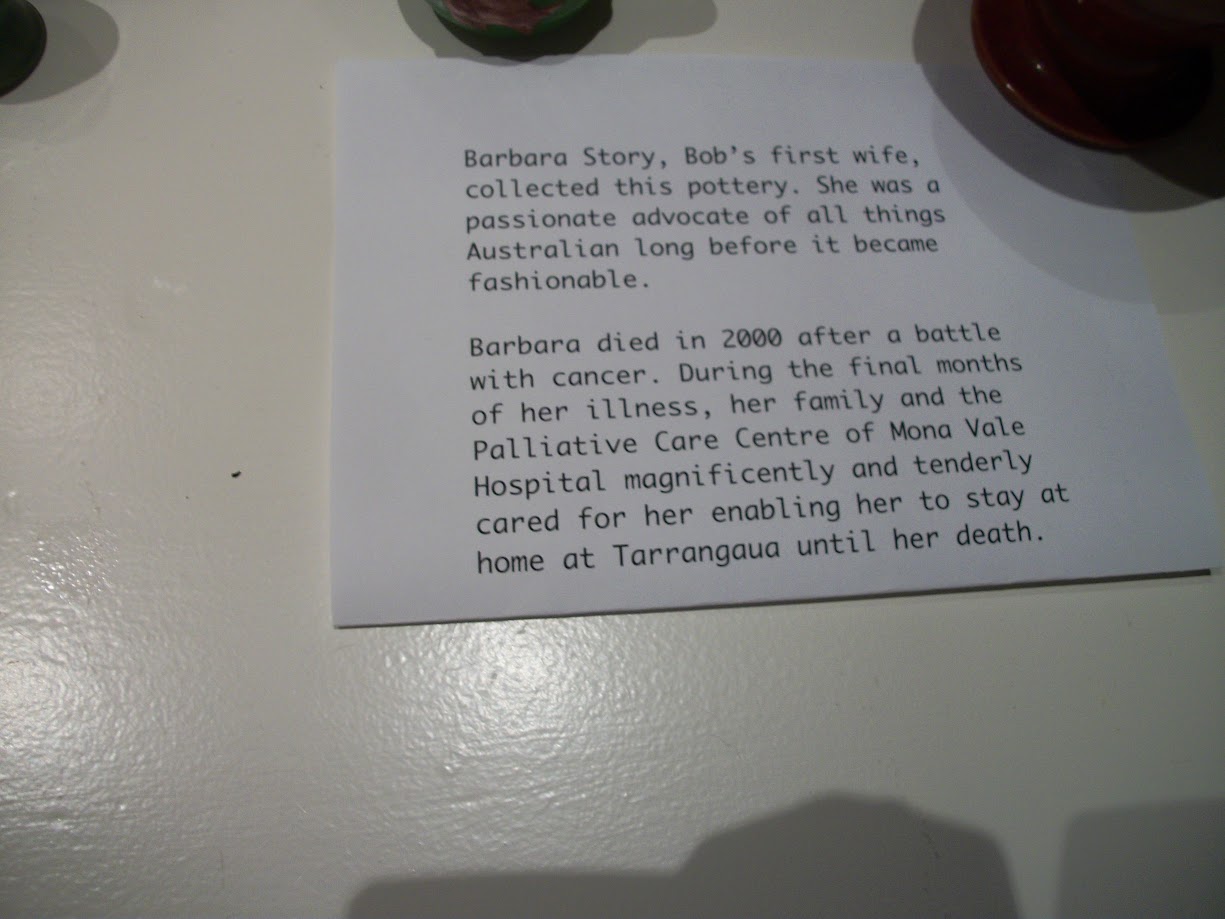 Barbara Story, Bob’s first wife,
collected this pottery. She was a
passionate advocate of all things
Australian long before it became
fashionable.
Barbara died in 2000 after a battle
with cancer. During the final months
of her illness, her family and the
Palliative Care Centre of Mona Vale
Hospital magnificently and tenderly
cared for her enabling her to stay at
home at Tarrangaua until her death.